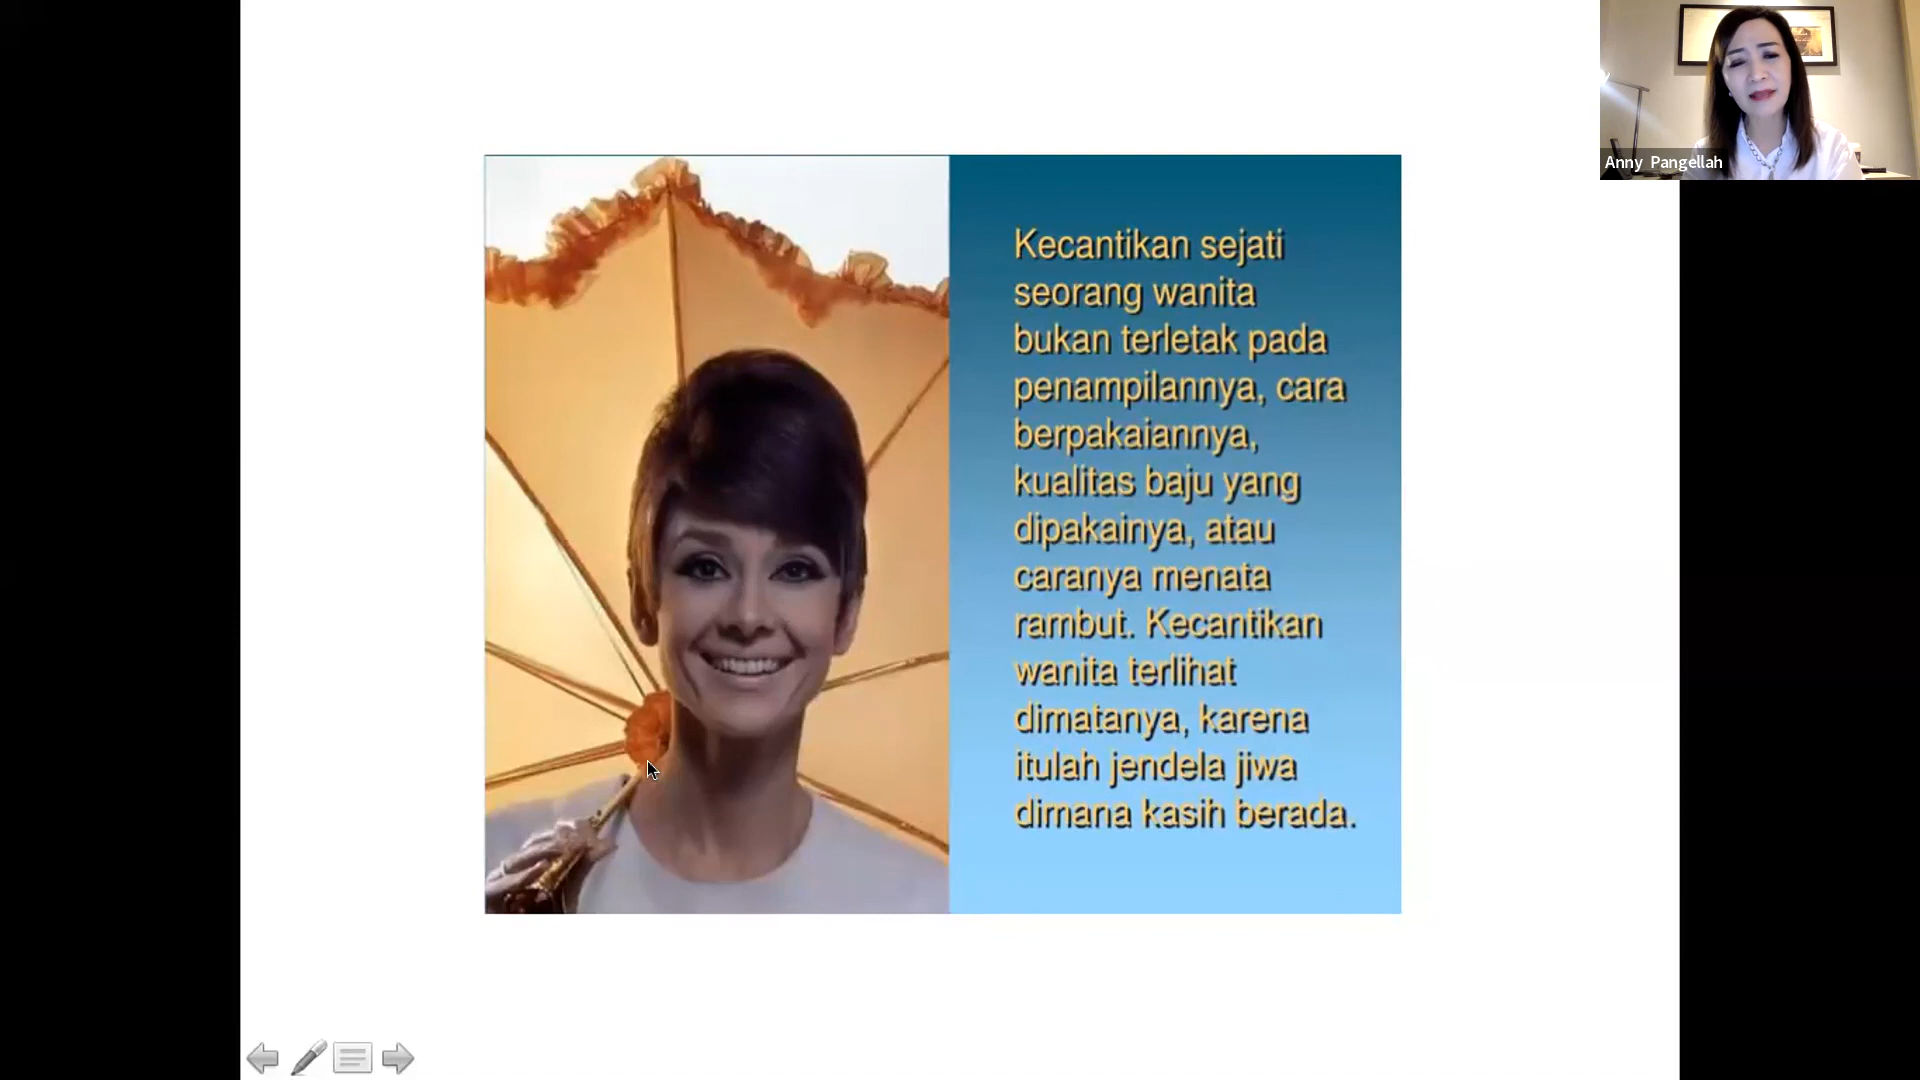 Anny Pangellah
Kecantikan sejati
seorang wanita
bukan terletak pada
penampilannya, cara
berpakaiannya,
kualitas baju yang
dipakainya, atau
caranya menata
rambut. Kecantikan
wanita terlihat
dimatanya, karena
itulah jendela jiwa
dimana kasih berada.